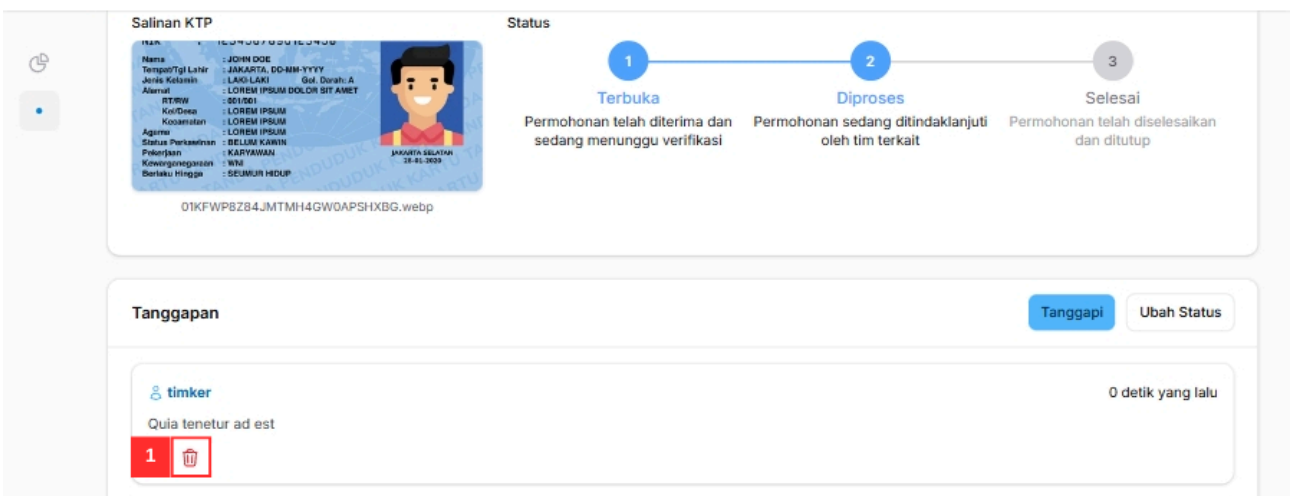 Salinan KTP
Status
NIK : 1234567890123456
Nama : JOHN DOE
Tempat/Tgl Lahir : JAKARTA, DD-MM-YYYY
Jenis Kelamin : LAKI-LAKI Gol. Darah: A
Alamat : LOREM IPSUM DOLOR SIT AMET
RT/RW : 001/001
Kel/Desa : LOREM IPSUM
Kecamatan : LOREM IPSUM
Agama : LOREM IPSUM
Status Perkawinan : BELUM KAWIN
Pekerjaan : KARYAWAN
Kewarganegaraan : WNI
Berlaku Hingga : SEUMUR HIDUP
JAKARTA SELATAN
01KFWP8Z84JMTMH4GW0APSHXBG.webp
1
2
3
Terbuka
Diproses
Selesai
Permohonan telah diterima dan
sedang menunggu verifikasi
Permohonan sedang ditindaklanjuti
oleh tim terkait
Permohonan telah diselesaikan
dan ditutup
Tanggapan
Tanggapi
Ubah Status
timker
0 detik yang lalu
Quia tenetur ad est
1